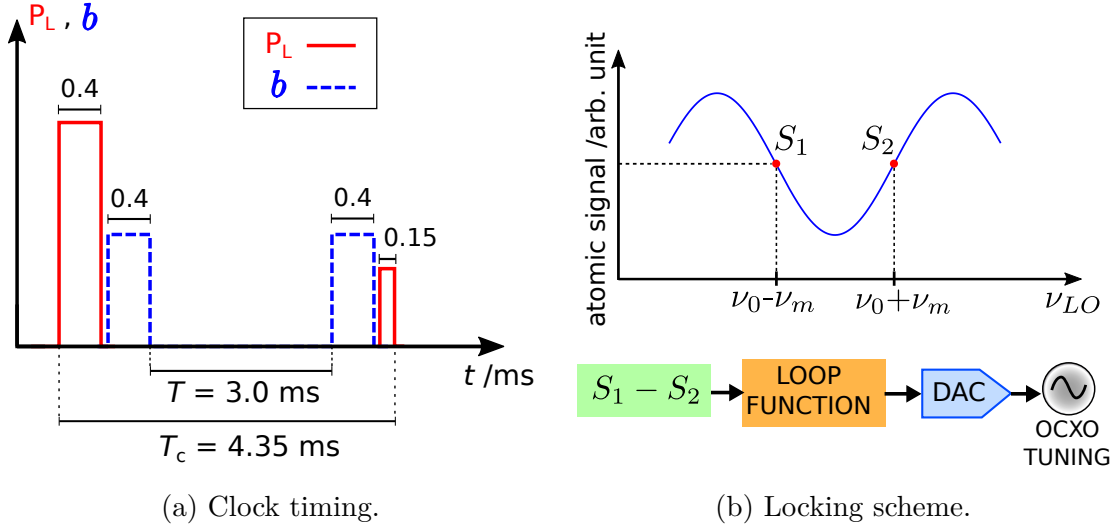 P_L , b
P_L
b
0.4
0.4
0.4
0.15
t /ms
T = 3.0 ms
T_c = 4.35 ms
(a) Clock timing.
atomic signal /arb. unit
S_1
S_2
ν_0-ν_m
ν_0+ν_m
ν_{LO}
S_1 − S_2
LOOP
FUNCTION
DAC
OCXO
TUNING
(b) Locking scheme.